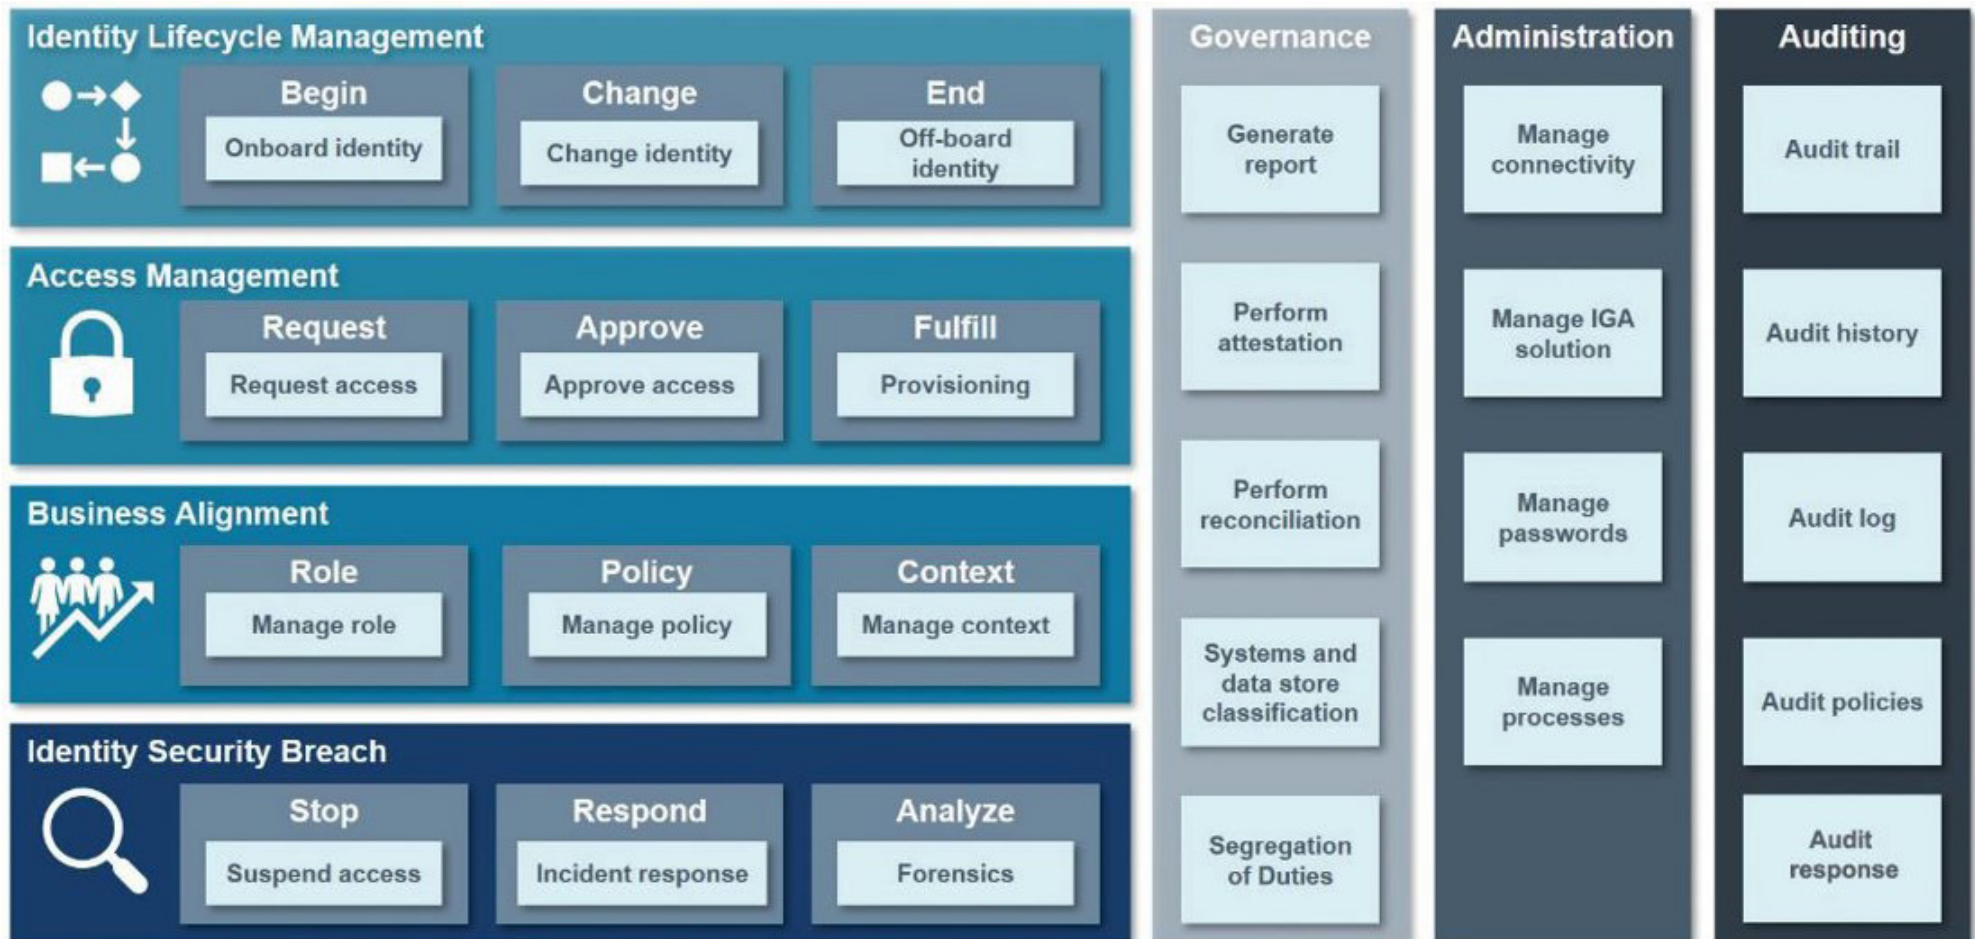 Identity Lifecycle Management
Begin
Onboard identity
Change
Change identity
End
Off-board
identity
Access Management
Request
Request access
Approve
Approve access
Fulfill
Provisioning
Business Alignment
Role
Manage role
Policy
Manage policy
Context
Manage context
Identity Security Breach
Stop
Suspend access
Respond
Incident response
Analyze
Forensics
Governance
Generate
report
Perform
attestation
Perform
reconciliation
Systems and
data store
classification
Segregation
of Duties
Administration
Manage
connectivity
Manage IGA
solution
Manage
passwords
Manage
processes
Auditing
Audit trail
Audit history
Audit log
Audit policies
Audit
response